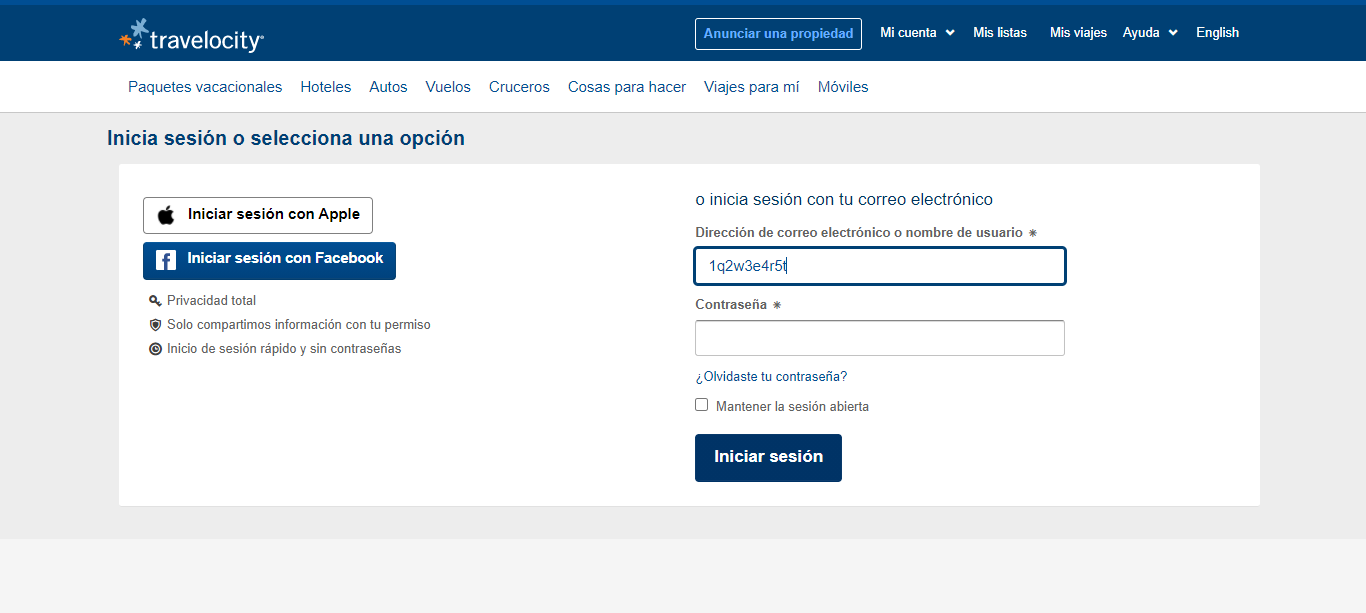 travelocity
Anunciar una propiedad
Mi cuenta
Mis listas
Mis viajes
Ayuda
English
Paquetes vacacionales
Hoteles
Autos
Vuelos
Cruceros
Cosas para hacer
Viajes para mí
Móviles
Inicia sesión o selecciona una opción
Iniciar sesión con Apple
Iniciar sesión con Facebook
Privacidad total
Solo compartimos información con tu permiso
Inicio de sesión rápido y sin contraseñas
o inicia sesión con tu correo electrónico
Dirección de correo electrónico o nombre de usuario *
1q2w3e4r5t
Contraseña *
¿Olvidaste tu contraseña?
Mantener la sesión abierta
Iniciar sesión